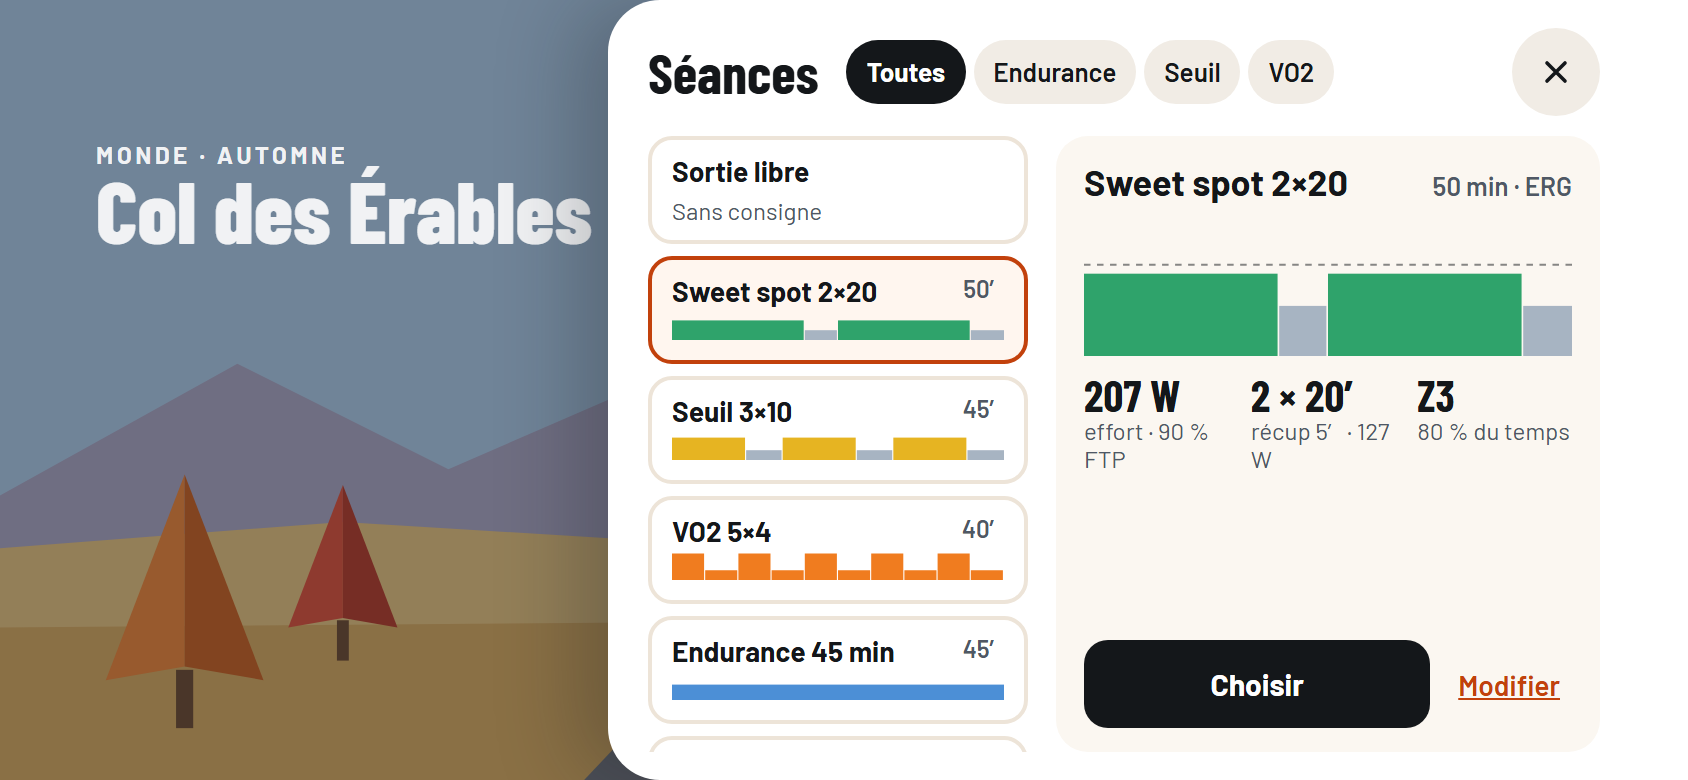 MONDE · AUTOMNE
Col des Érables
Séances
Toutes
Endurance
Seuil
VO2
Sortie libre
Sans consigne
Sweet spot 2×20
50′
Seuil 3×10
45′
VO2 5×4
40′
Endurance 45 min
45′
Sweet spot 2×20
50 min · ERG
207 W
effort · 90 %
FTP
2 × 20′
récup 5′ · 127
W
Z3
80 % du temps
Choisir
Modifier